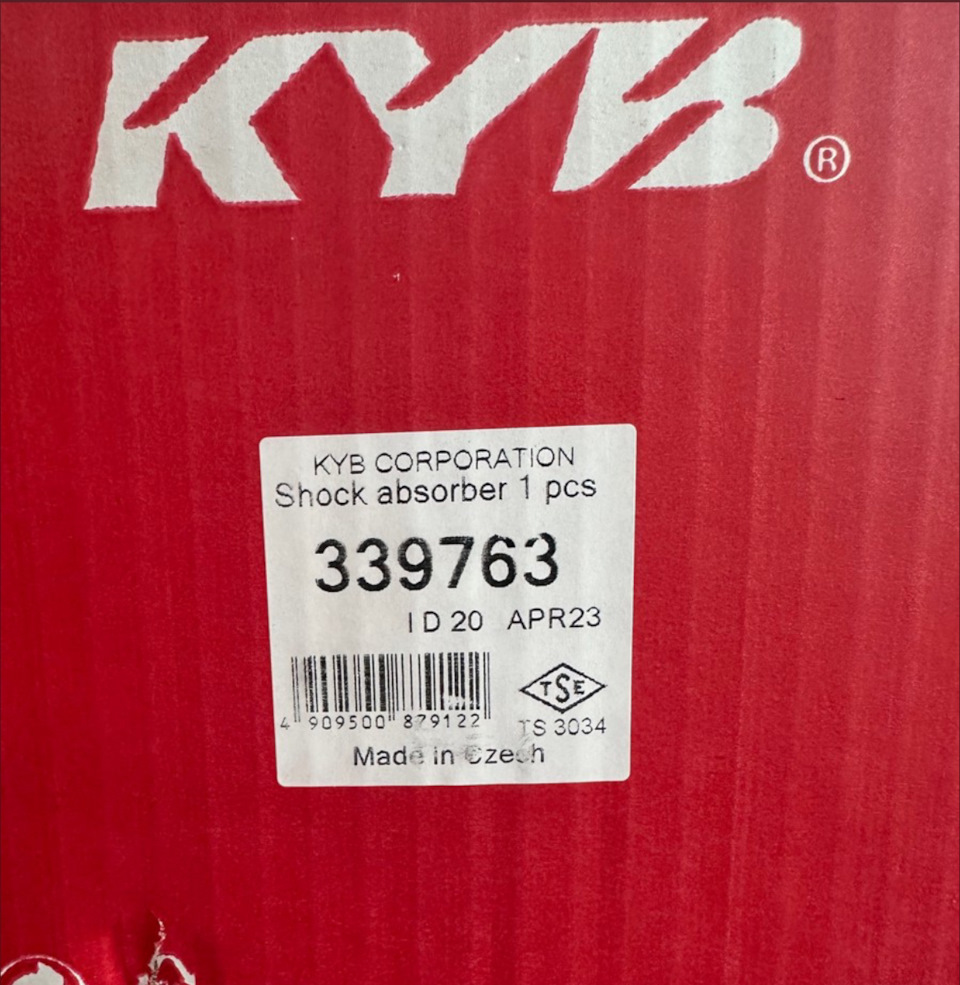 KYB®
KYB CORPORATION
Shock absorber 1 pcs
339763
I D 20 APR23
TSE
4 909500 879122
TS 3034
Made in Czech